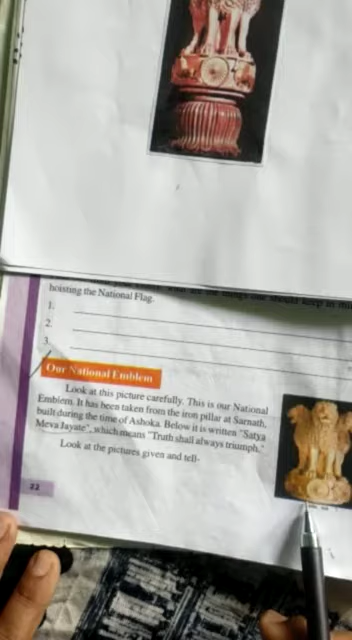 hoisting the National Flag.
1.
2.
3.
Our National Emblem
Look at this picture carefully. This is our National
Emblem. It has been taken from the iron pillar at Sarnath,
built during the time of Ashoka. Below it is written "Satya
Meva Jayate", which means "Truth shall always triumph."
Look at the pictures given and tell-
22